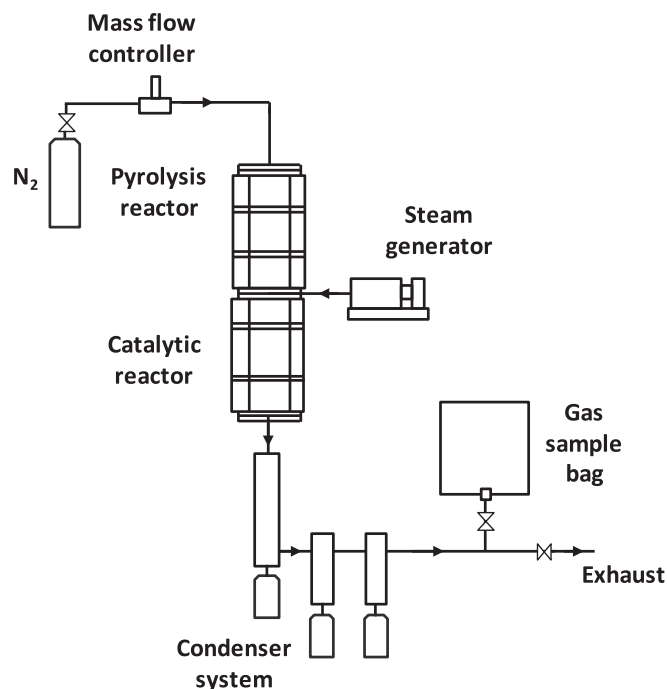 Mass flow
controller
N₂
Pyrolysis
reactor
Steam
generator
Catalytic
reactor
Gas
sample
bag
Exhaust
Condenser
system